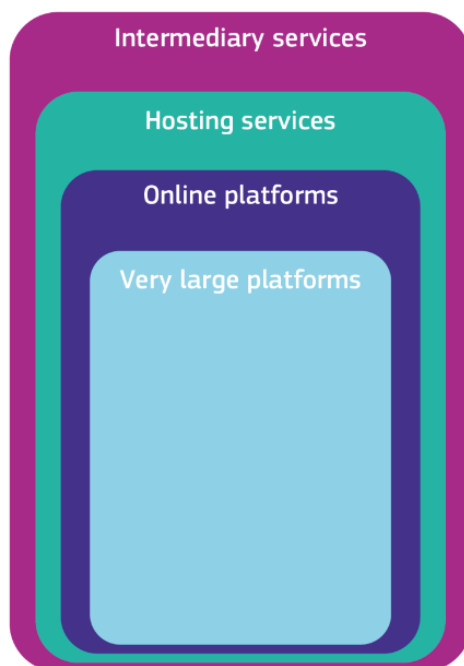 Intermediary services
Hosting services
Online platforms
Very large platforms